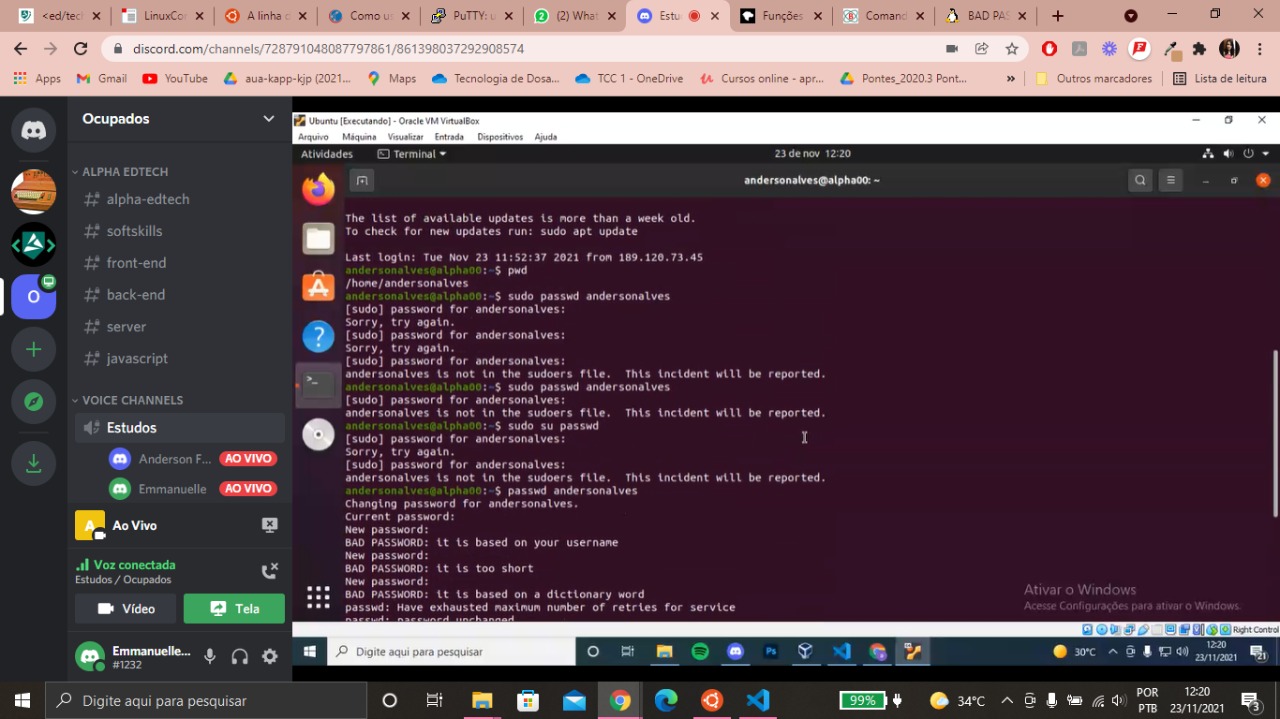 <ed/tec
LinuxCor
A linha c
Como us
PuTTY: u
(2) What
Estu
Funções
Comand
BAD PAS
discord.com/channels/728791048087797861/861398037292908574
Apps
Gmail
YouTube
aua-kapp-kjp (2021...
Maps
Tecnologia de Dosa...
TCC 1 - OneDrive
Cursos online - apr...
Pontes_2020.3 Pont...
»
Outros marcadores
Lista de leitura
Ocupados
ALPHA EDTECH
# alpha-edtech
# softskills
# front-end
# back-end
# server
# javascript
VOICE CHANNELS
Estudos
Anderson F... AO VIVO
Emmanuelle AO VIVO
A
Ao Vivo
Voz conectada
Estudos / Ocupados
Vídeo
Tela
Emmanuelle...
#1232
O
Ubuntu [Executando] - Oracle VM VirtualBox
Arquivo Máquina Visualizar Entrada Dispositivos Ajuda
Atividades
Terminal
23 de nov 12:20
andersonalves@alpha00: ~
The list of available updates is more than a week old.
To check for new updates run: sudo apt update
Last login: Tue Nov 23 11:52:37 2021 from 189.120.73.45
andersonalves@alpha00:~$ pwd
/home/andersonalves
andersonalves@alpha00:~$ sudo passwd andersonalves
[sudo] password for andersonalves:
Sorry, try again.
[sudo] password for andersonalves:
Sorry, try again.
[sudo] password for andersonalves:
andersonalves is not in the sudoers file. This incident will be reported.
andersonalves@alpha00:~$ sudo passwd andersonalves
[sudo] password for andersonalves:
andersonalves is not in the sudoers file. This incident will be reported.
andersonalves@alpha00:~$ sudo su passwd
[sudo] password for andersonalves:
Sorry, try again.
[sudo] password for andersonalves:
andersonalves is not in the sudoers file. This incident will be reported.
andersonalves@alpha00:~$ passwd andersonalves
Changing password for andersonalves.
Current password:
New password:
BAD PASSWORD: it is based on your username
New password:
BAD PASSWORD: it is too short
New password:
BAD PASSWORD: it is based on a dictionary word
passwd: Have exhausted maximum number of retries for service
passwd: password unchanged
Ativar o Windows
Acesse Configurações para ativar o Windows.
Right Control
Digite aqui para pesquisar
30°C
12:20
23/11/2021
21
Digite aqui para pesquisar
99%
34°C
POR
PTB
12:20
23/11/2021
3